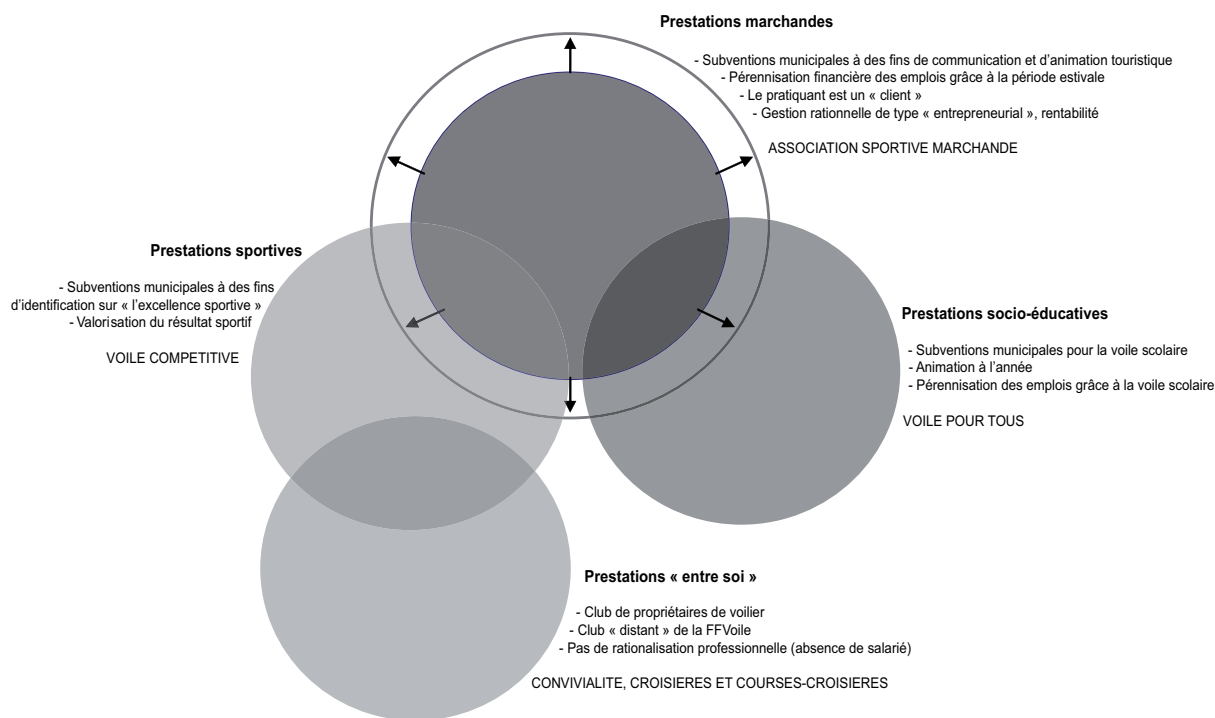 Prestations marchandes
- Subventions municipales à des fins de communication et d’animation touristique
- Pérennisation financière des emplois grâce à la période estivale
- Le pratiquant est un « client »
- Gestion rationnelle de type « entrepreneurial », rentabilité
ASSOCIATION SPORTIVE MARCHANDE
Prestations sportives
- Subventions municipales à des fins
d’identification sur « l’excellence sportive »
- Valorisation du résultat sportif
VOILE COMPETITIVE
Prestations socio-éducatives
- Subventions municipales pour la voile scolaire
- Animation à l’année
- Pérennisation des emplois grâce à la voile scolaire
VOILE POUR TOUS
Prestations « entre soi »
- Club de propriétaires de voilier
- Club « distant » de la FFVoile
- Pas de rationalisation professionnelle (absence de salarié)
CONVIVIALITE, CROISIERES ET COURSES-CROISIERES